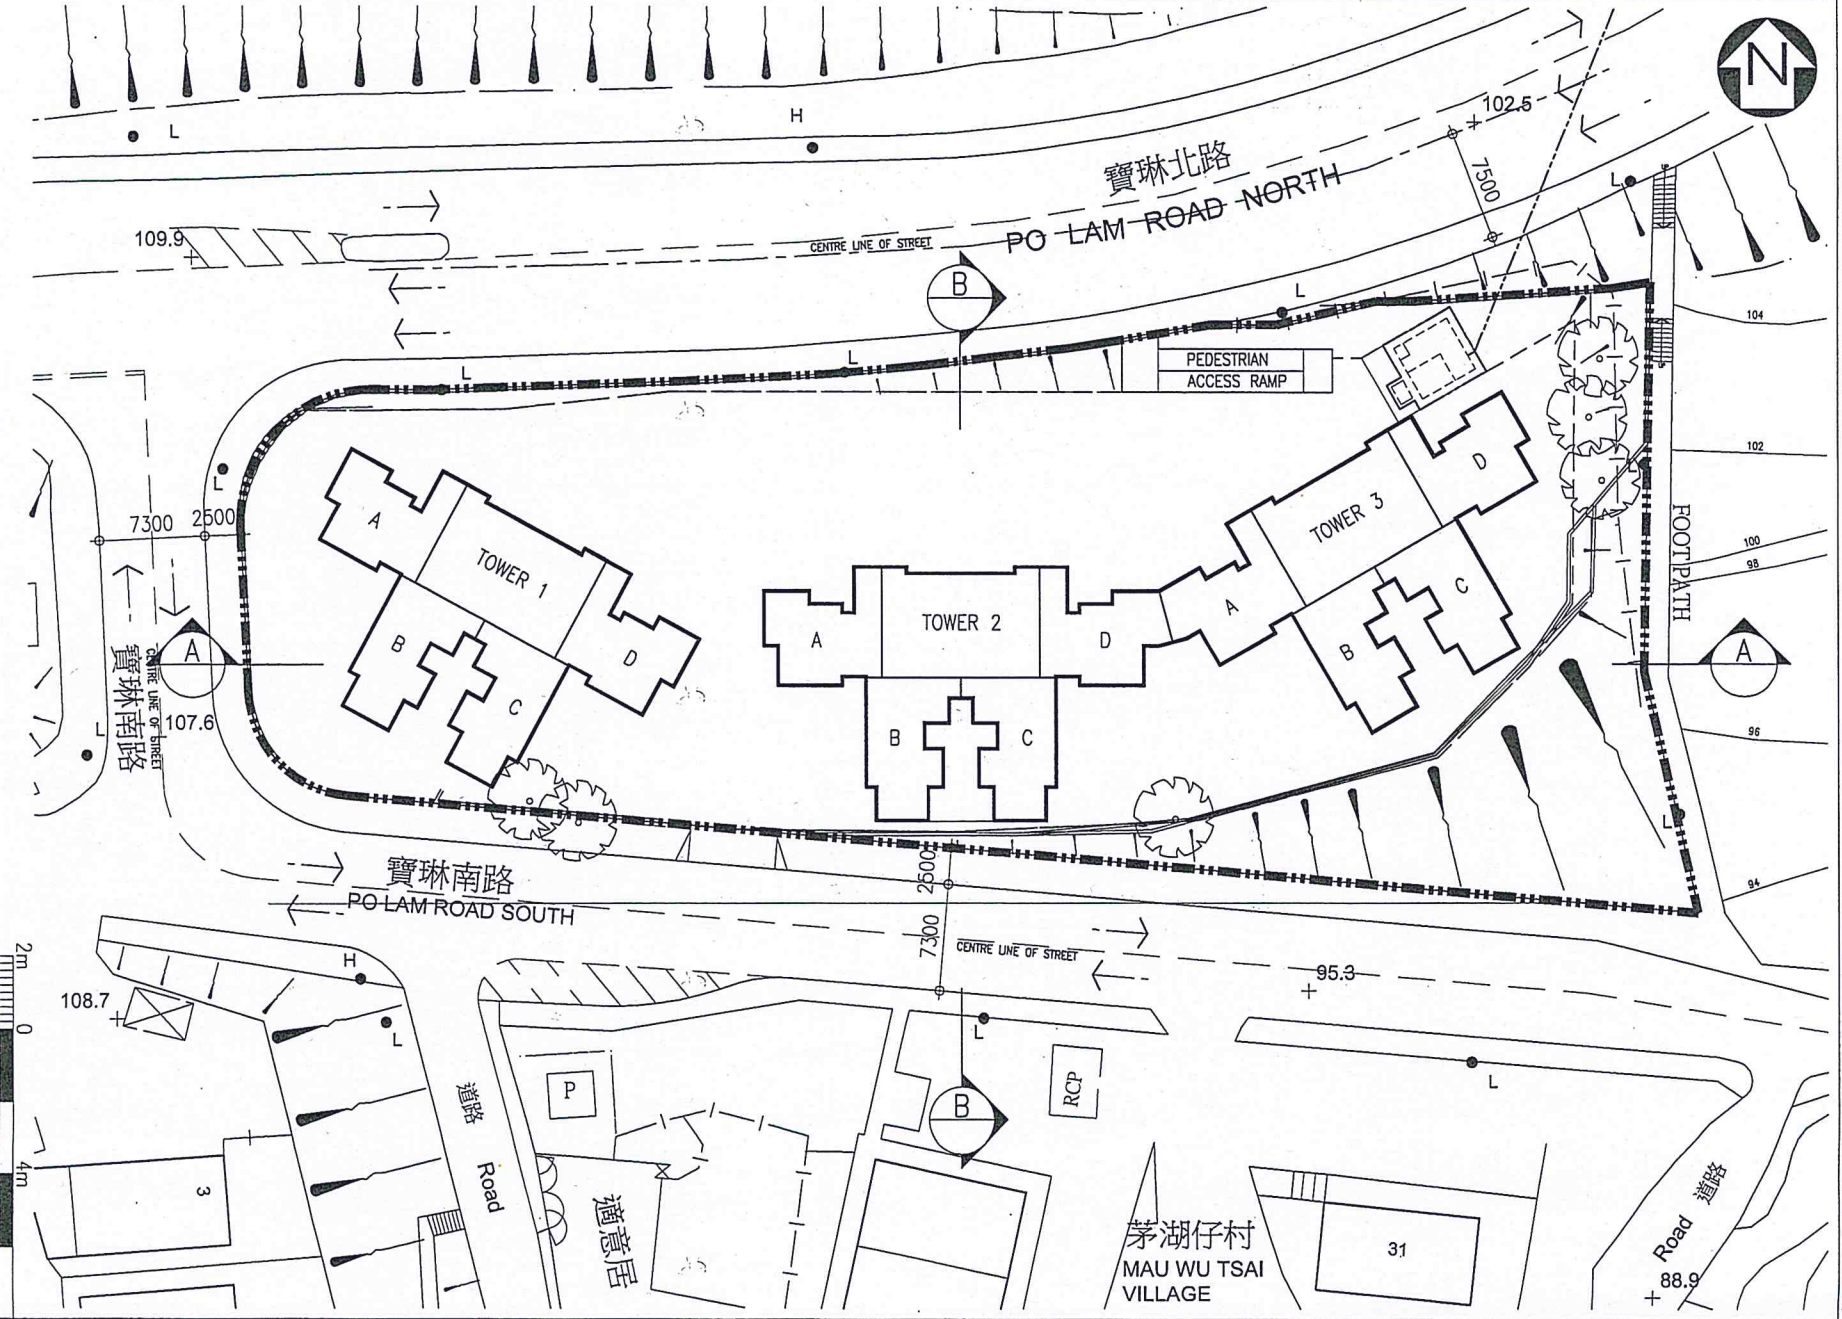 N
H
L
102.5
寶琳北路
PO LAM ROAD NORTH
7500
L
109.9
CENTRE LINE OF STREET
B
L
104
L
L
PEDESTRIAN
ACCESS RAMP
102
L
7300
2500
A
TOWER 1
B
C
D
A
TOWER 2
D
B
C
A
TOWER 3
D
B
C
L
FOOTPATH
100
98
96
94
A
A
寶琳南路
CENTRE LINE OF STREET
107.6
L
L
寶琳南路
PO LAM ROAD SOUTH
2500
7300
CENTRE LINE OF STREET
95.3
H
108.7
L
L
L
2m
0
4m
P
RCP
B
道路
Road
3
適意居
茅湖仔村
MAU WU TSAI
VILLAGE
31
道路
Road
88.9